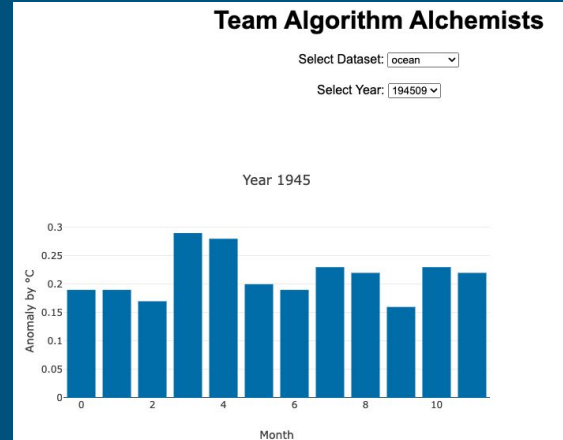 Team Algorithm Alchemists
Select Dataset: ocean
Select Year: 194509
Year 1945
0.3
0.25
0.2
0.15
0.1
0.05
0
Anomaly by °C
0 2 4 6 8 10
Month